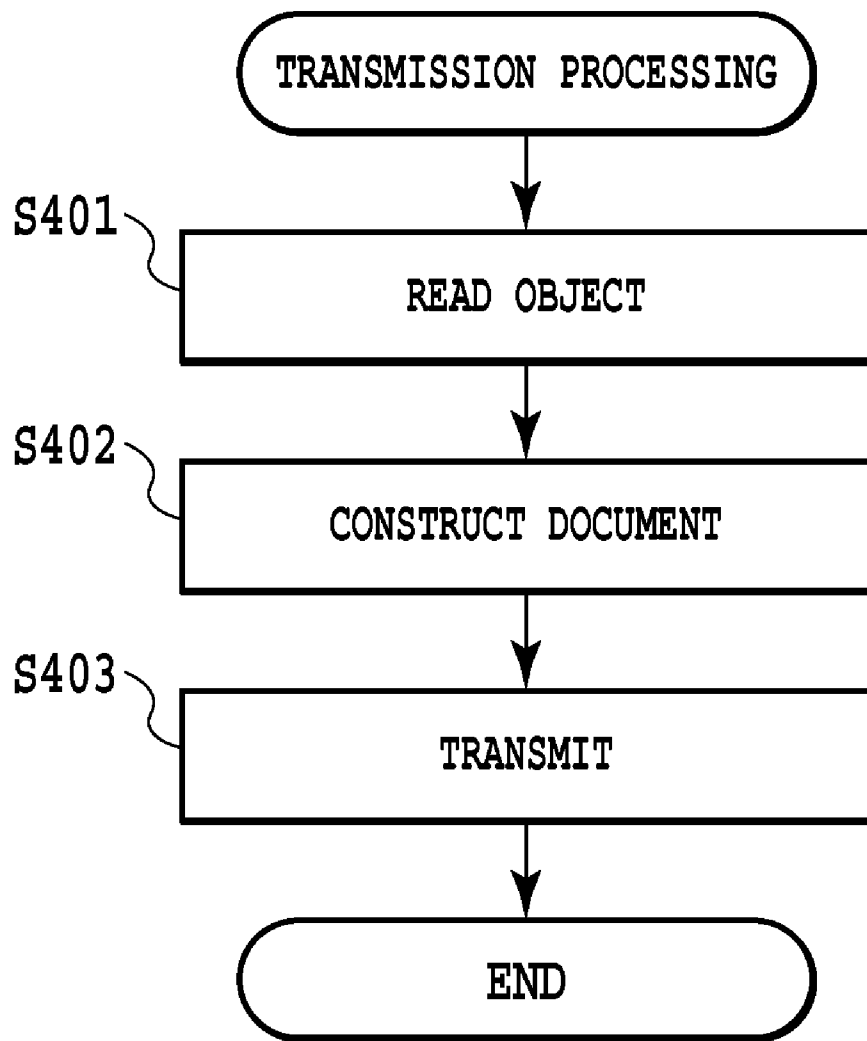 TRANSMISSION PROCESSING
S401
READ OBJECT
S402
CONSTRUCT DOCUMENT
S403
TRANSMIT
END